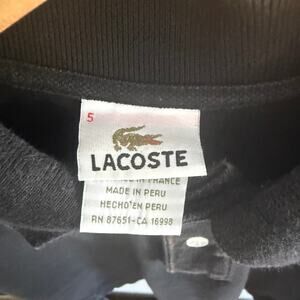 5
LACOSTE
IN FRANCE
MADE IN PERU
HECHO EN PERU
RN 87651-CA 16998